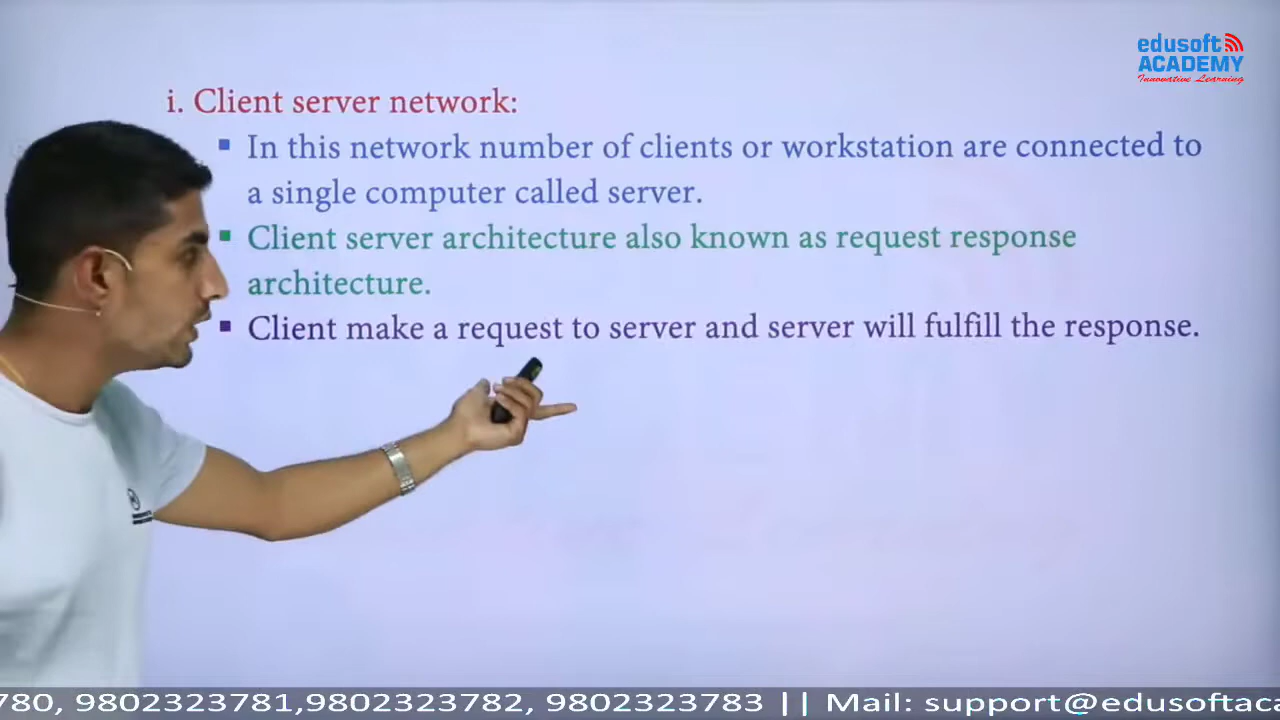 edusoft
ACADEMY
Innovative Learning
i. Client server network:
▪ In this network number of clients or workstation are connected to
a single computer called server.
▪ Client server architecture also known as request response
architecture.
▪ Client make a request to server and server will fulfill the response.
780, 9802323781,9802323782, 9802323783 || Mail: support@edusoftaca